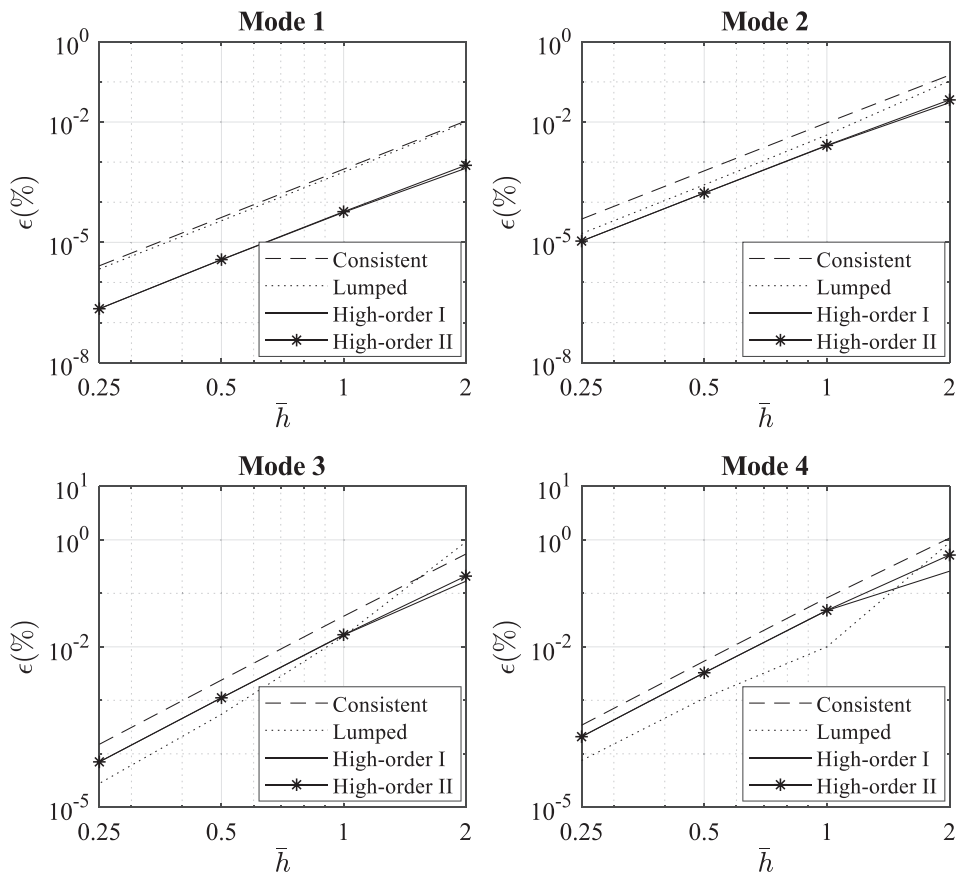 Mode 1
Mode 2
10^0
10^-2
10^-5
10^-8
ϵ(%)
Consistent
Lumped
High-order I
High-order II
0.25
0.5
1
2
h̄
10^0
10^-2
10^-5
10^-8
ϵ(%)
Consistent
Lumped
High-order I
High-order II
0.25
0.5
1
2
h̄
Mode 3
Mode 4
10^1
10^0
10^-2
10^-5
ϵ(%)
Consistent
Lumped
High-order I
High-order II
0.25
0.5
1
2
h̄
10^1
10^0
10^-2
10^-5
ϵ(%)
Consistent
Lumped
High-order I
High-order II
0.25
0.5
1
2
h̄